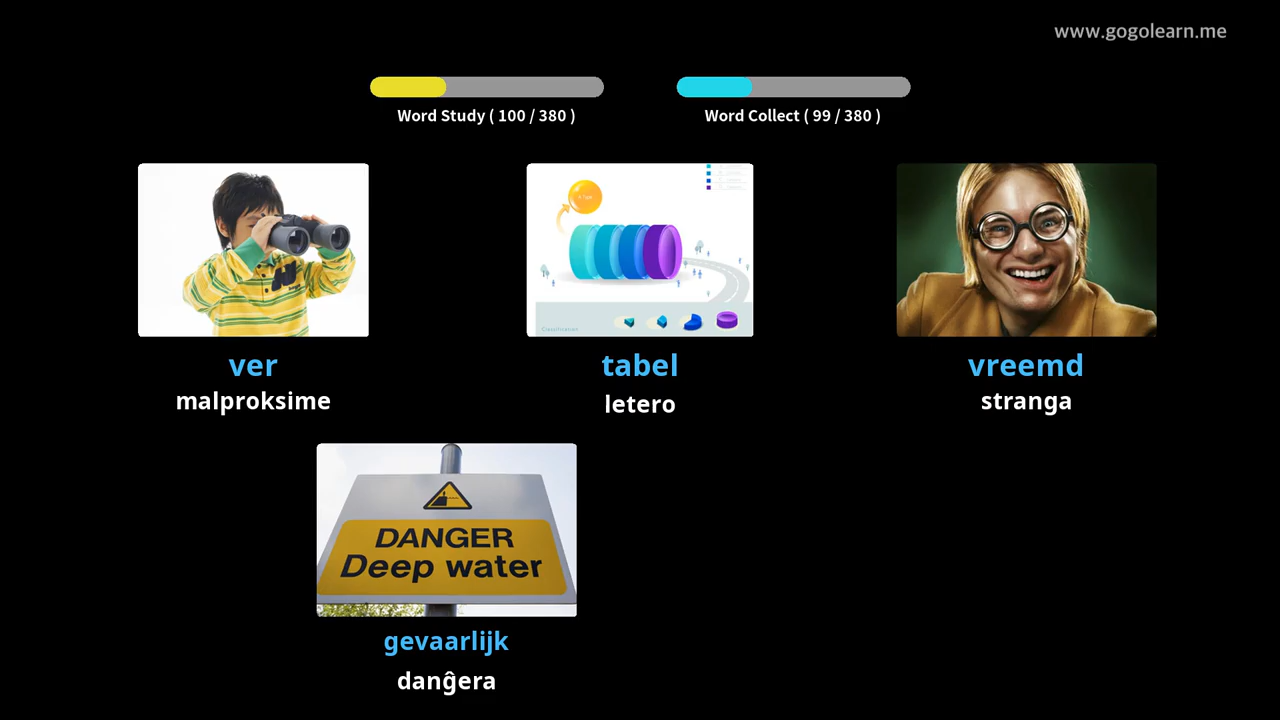 www.gogolearn.me
Word Study ( 100 / 380 )
Word Collect ( 99 / 380 )
ver
malproksime
tabel
letero
vreemd
stranga
DANGER
Deep water
gevaarlijk
danĝera